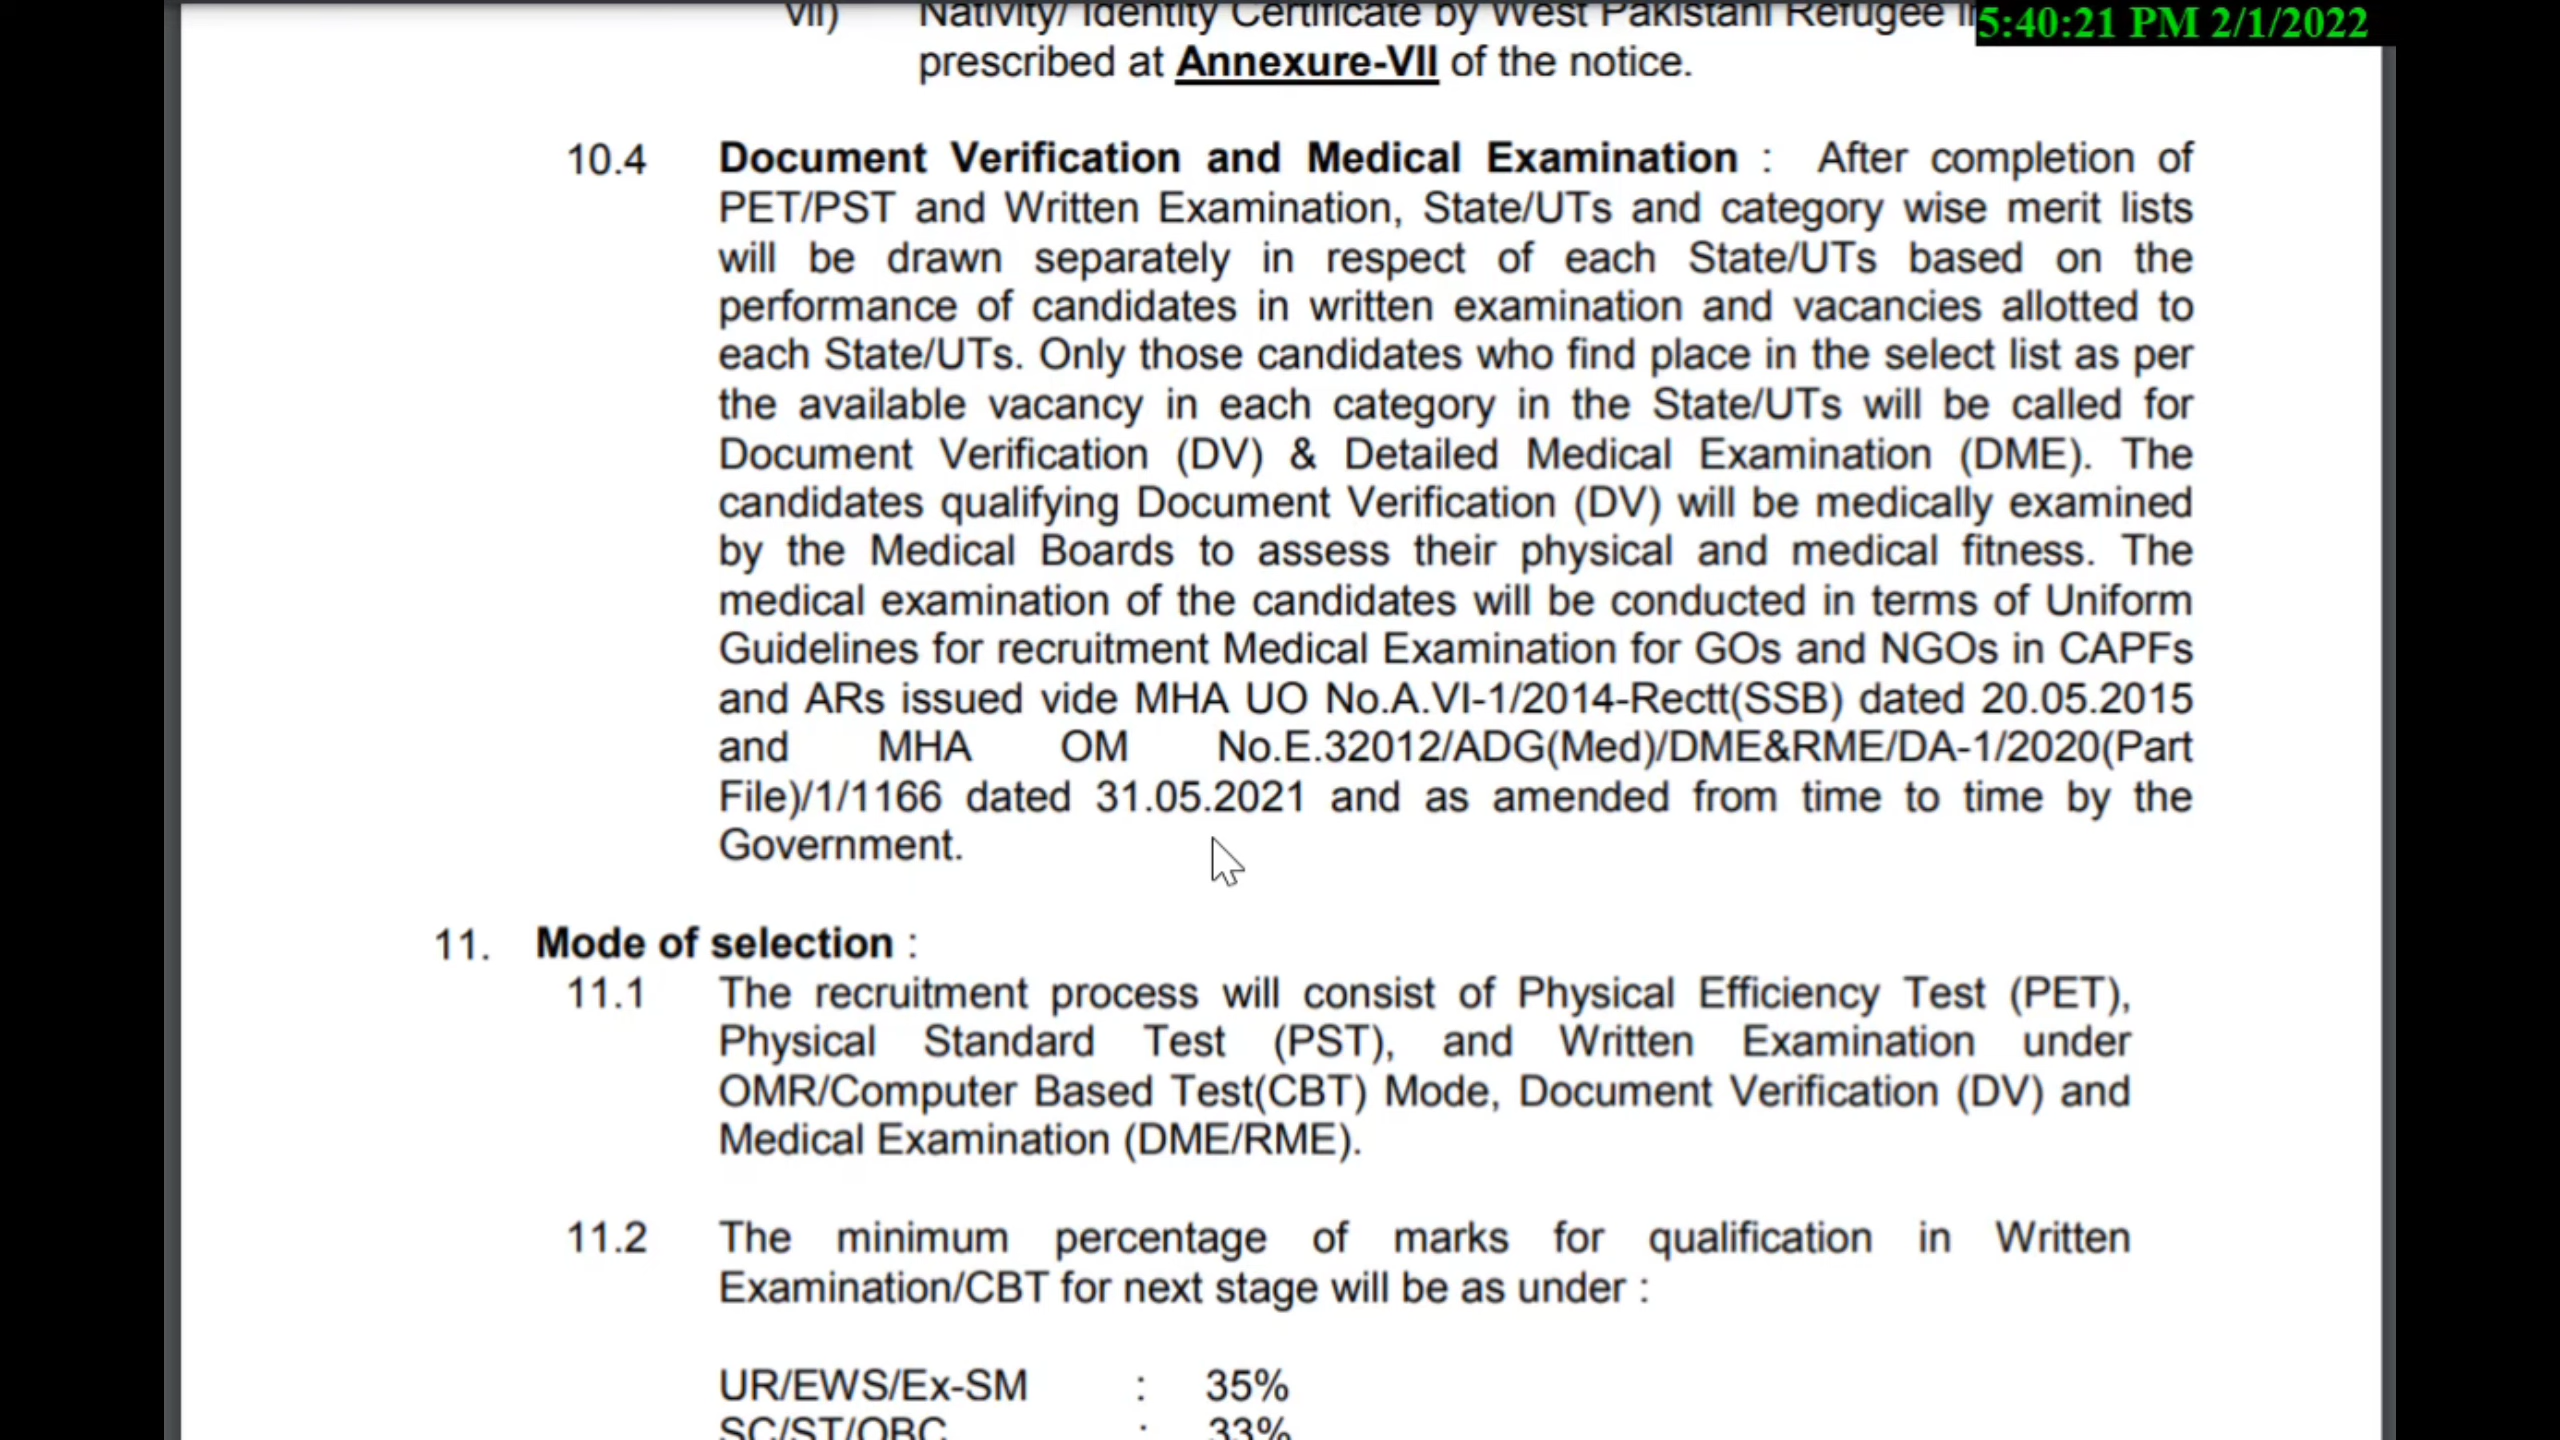 vii) Nativity/ Identity Certificate by West Pakistani Refugee
5:40:21 PM 2/1/2022
prescribed at Annexure-VII of the notice.
10.4 Document Verification and Medical Examination : After completion of
PET/PST and Written Examination, State/UTs and category wise merit lists
will be drawn separately in respect of each State/UTs based on the
performance of candidates in written examination and vacancies allotted to
each State/UTs. Only those candidates who find place in the select list as per
the available vacancy in each category in the State/UTs will be called for
Document Verification (DV) & Detailed Medical Examination (DME). The
candidates qualifying Document Verification (DV) will be medically examined
by the Medical Boards to assess their physical and medical fitness. The
medical examination of the candidates will be conducted in terms of Uniform
Guidelines for recruitment Medical Examination for GOs and NGOs in CAPFs
and ARs issued vide MHA UO No.A.VI-1/2014-Rectt(SSB) dated 20.05.2015
and MHA OM No.E.32012/ADG(Med)/DME&RME/DA-1/2020(Part
File)/1/1166 dated 31.05.2021 and as amended from time to time by the
Government.
11. Mode of selection :
11.1 The recruitment process will consist of Physical Efficiency Test (PET),
Physical Standard Test (PST), and Written Examination under
OMR/Computer Based Test(CBT) Mode, Document Verification (DV) and
Medical Examination (DME/RME).
11.2 The minimum percentage of marks for qualification in Written
Examination/CBT for next stage will be as under :
UR/EWS/Ex-SM : 35%
SC/ST/OBC : 33%